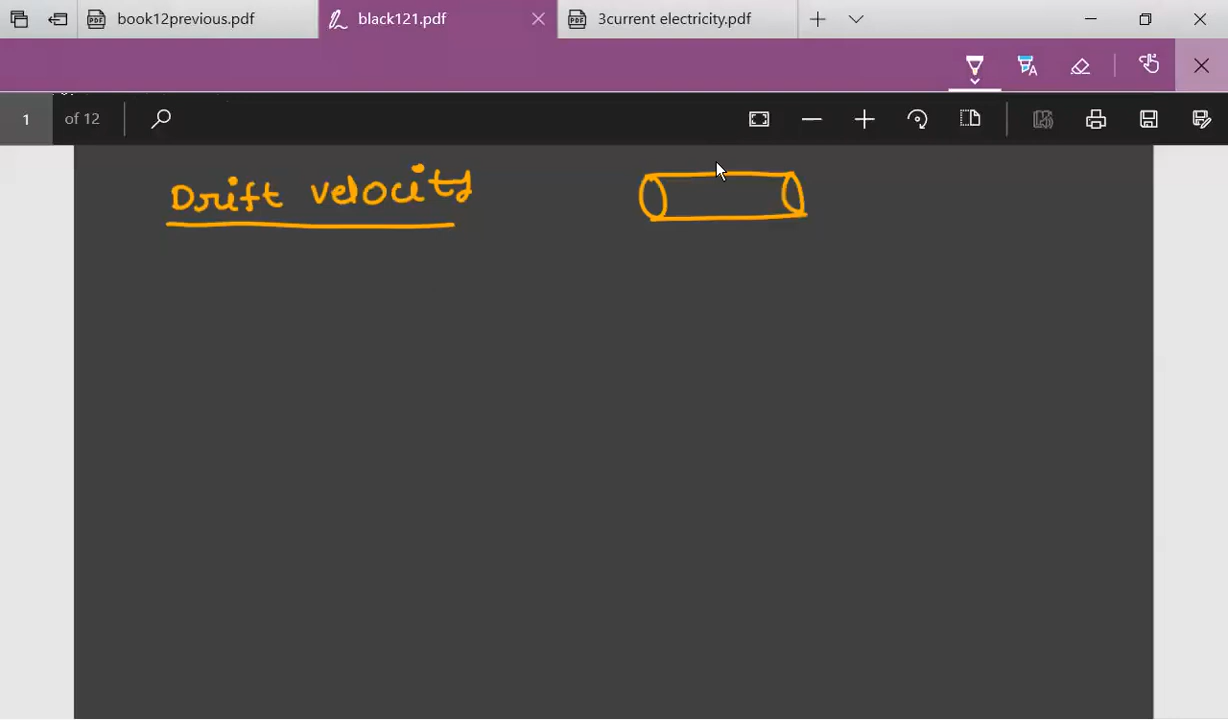 book12previous.pdf black121.pdf 3current electricity.pdf
1 of 12
Drift velocity